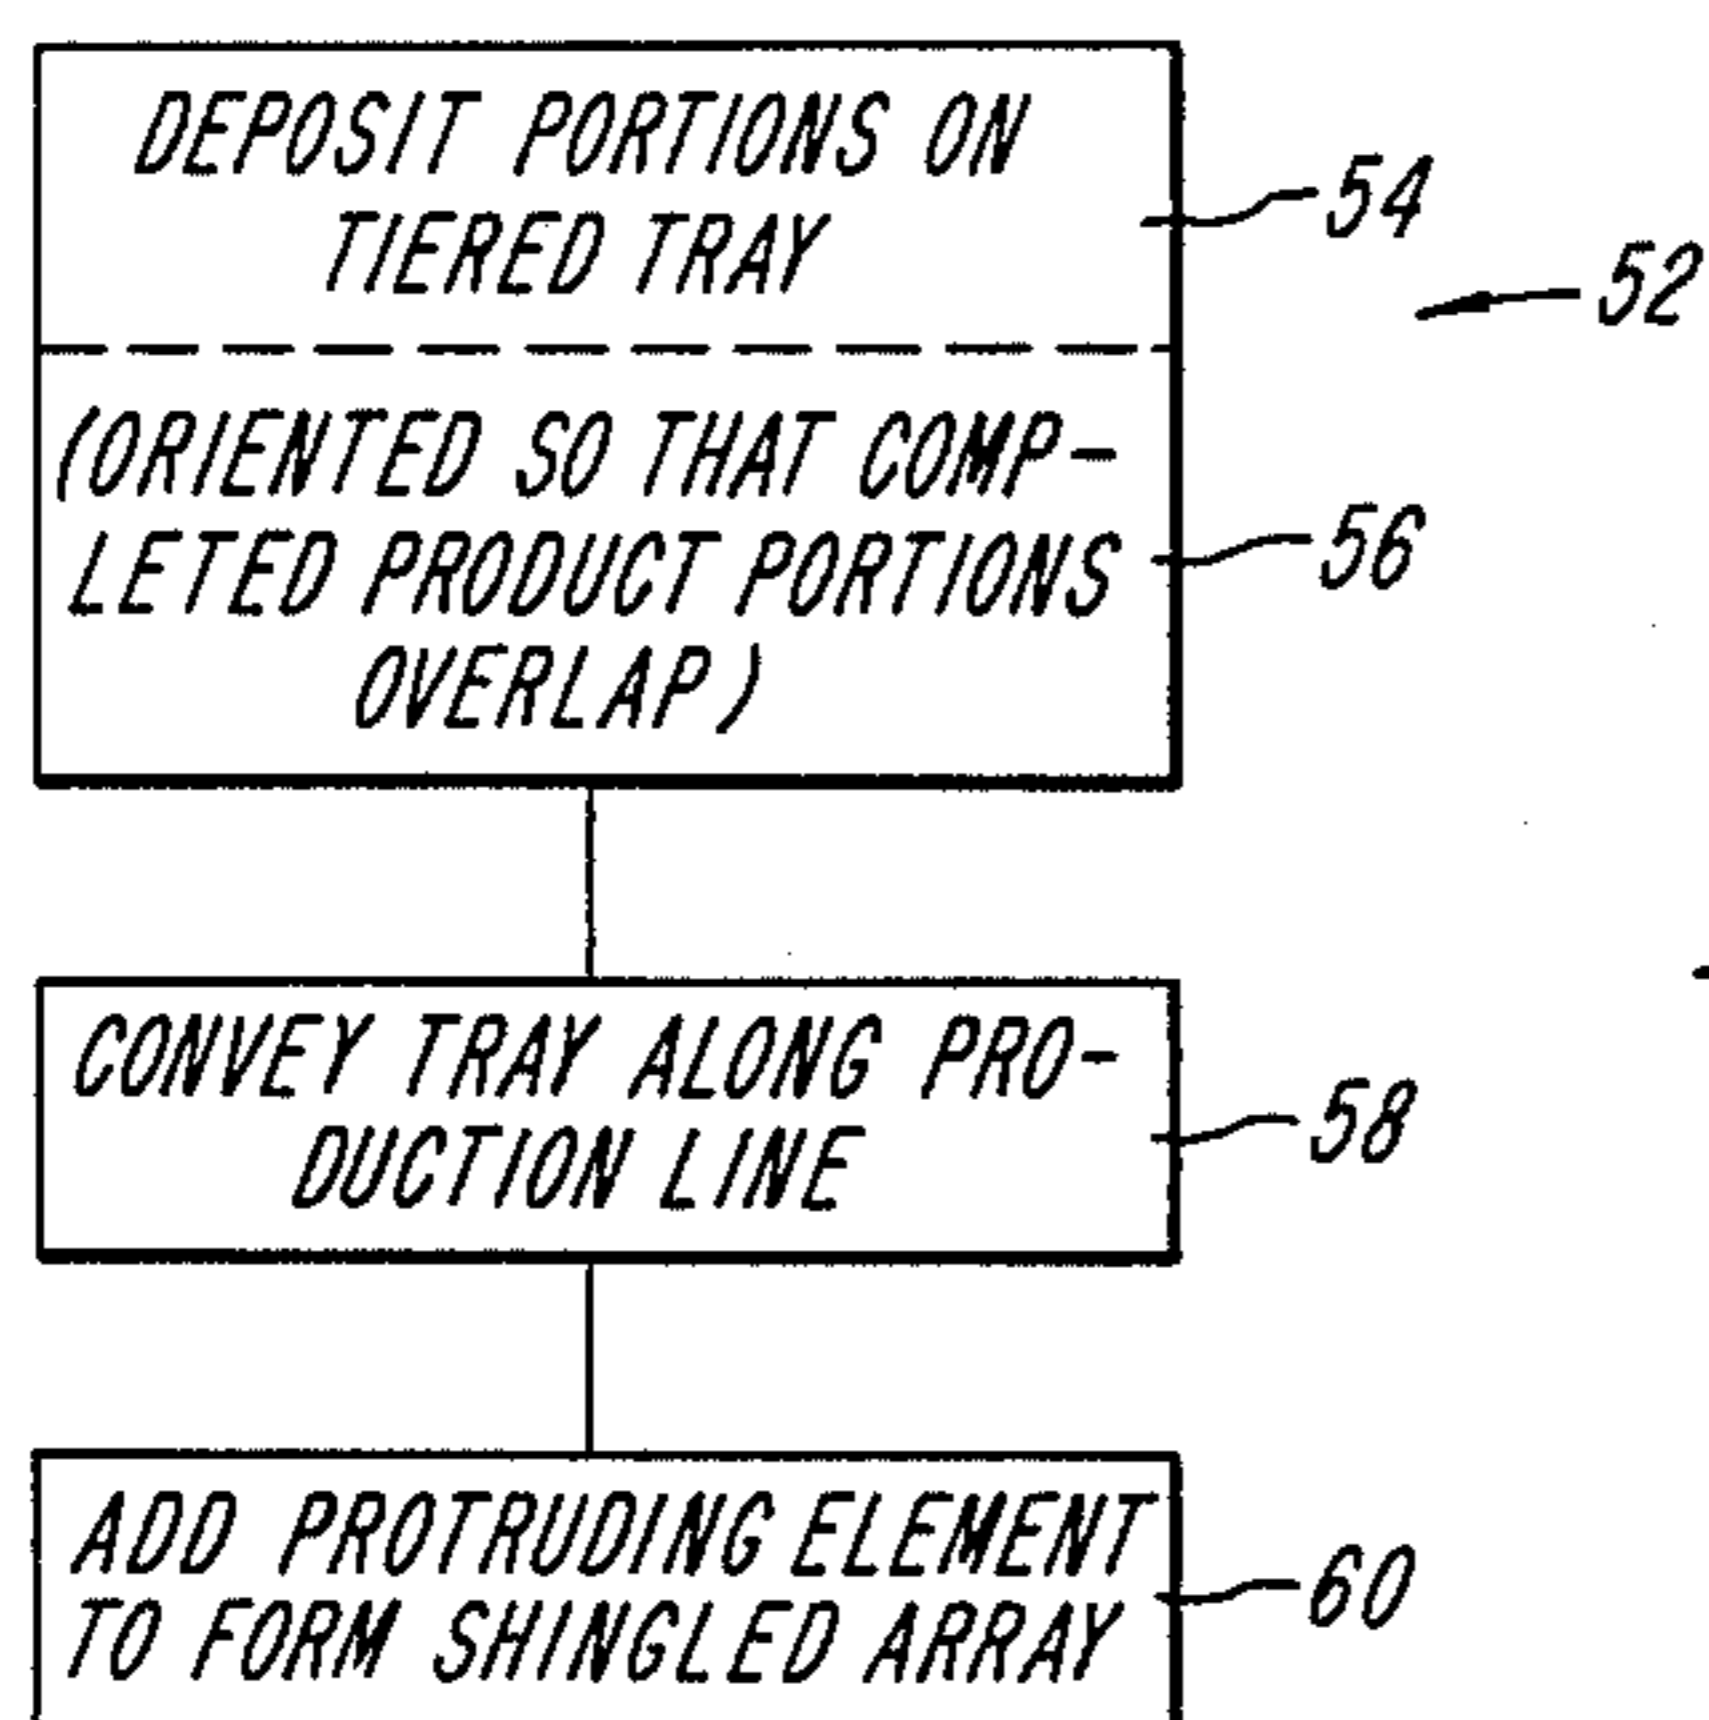 DEPOSIT PORTIONS ON
TIERED TRAY
54
52
(ORIENTED SO THAT COMP-
LETED PRODUCT PORTIONS
OVERLAP)
56
CONVEY TRAY ALONG PRO-
DUCTION LINE
58
ADD PROTRUDING ELEMENT
TO FORM SHINGLED ARRAY
60